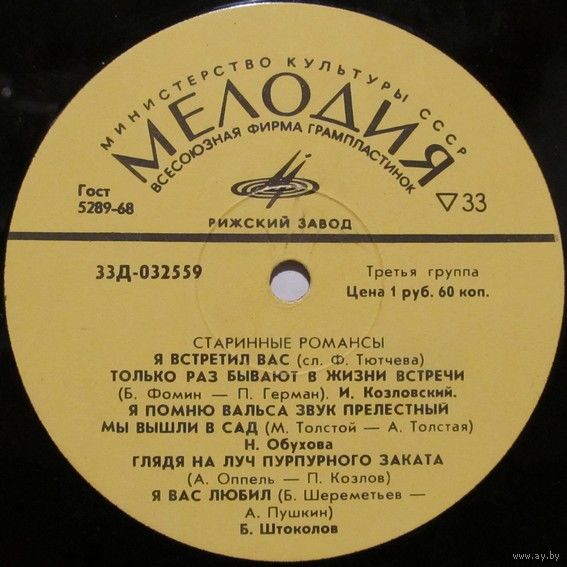 МИНИСТЕРСТВО КУЛЬТУРЫ СССР
МЕЛОДИЯ
ВСЕСОЮЗНАЯ ФИРМА ГРАМПЛАСТИНОК
Гост
5289-68
▽33
РИЖСКИЙ ЗАВОД
33Д-032559
Третья группа
Цена 1 руб. 60 коп.
СТАРИННЫЕ РОМАНСЫ
Я ВСТРЕТИЛ ВАС (сл. Ф. Тютчева)
ТОЛЬКО РАЗ БЫВАЮТ В ЖИЗНИ ВСТРЕЧИ
(Б. Фомин — П. Герман). И. Козловский.
Я ПОМНЮ ВАЛЬСА ЗВУК ПРЕЛЕСТНЫЙ
МЫ ВЫШЛИ В САД (М. Толстой — А. Толстая)
Н. Обухова
ГЛЯДЯ НА ЛУЧ ПУРПУРНОГО ЗАКАТА
(А. Оппель — П. Козлов)
Я ВАС ЛЮБИЛ (Б. Шереметьев —
А. Пушкин)
Б. Штоколов
www.ay.by